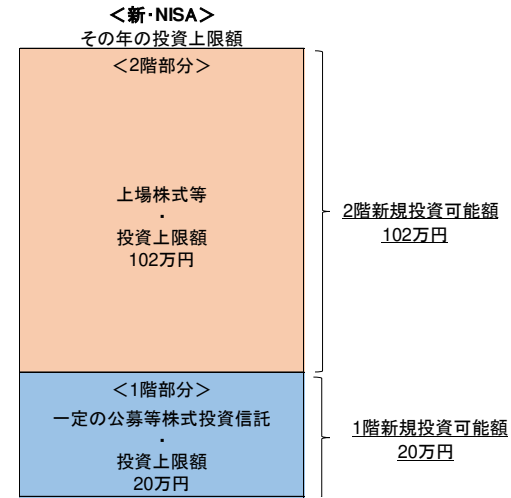 ＜新・NISA＞
その年の投資上限額
＜2階部分＞
上場株式等
・
投資上限額
102万円
2階新規投資可能額
102万円
＜1階部分＞
一定の公募等株式投資信託
・
投資上限額
20万円
1階新規投資可能額
20万円